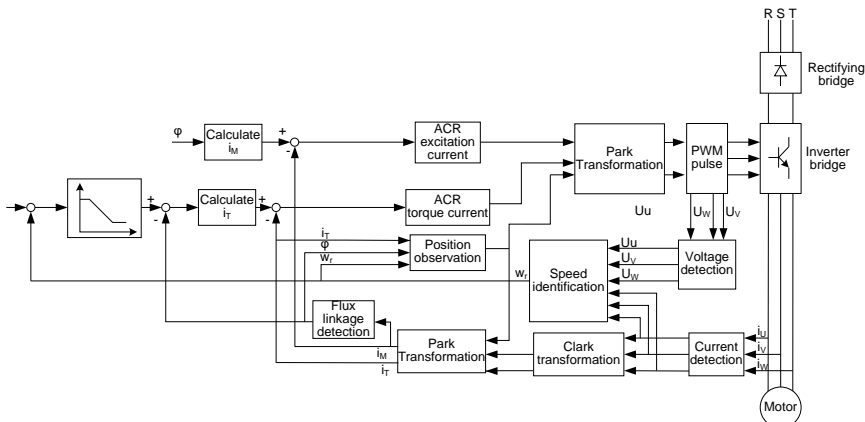 R S T
Rectifying
bridge
φ
Calculate
iM
+
-
ACR
excitation
current
Park
Transformation
PWM
pulse
Inverter
bridge
+
-
Calculate
iT
+
-
ACR
torque current
Uu
UW
UV
iT
φ
wr
Position
observation
wr
Speed
identification
Uu
UV
UW
Voltage
detection
Flux
linkage
detection
iM
iT
Park
Transformation
Clark
transformation
Current
detection
iU
iV
iW
Motor